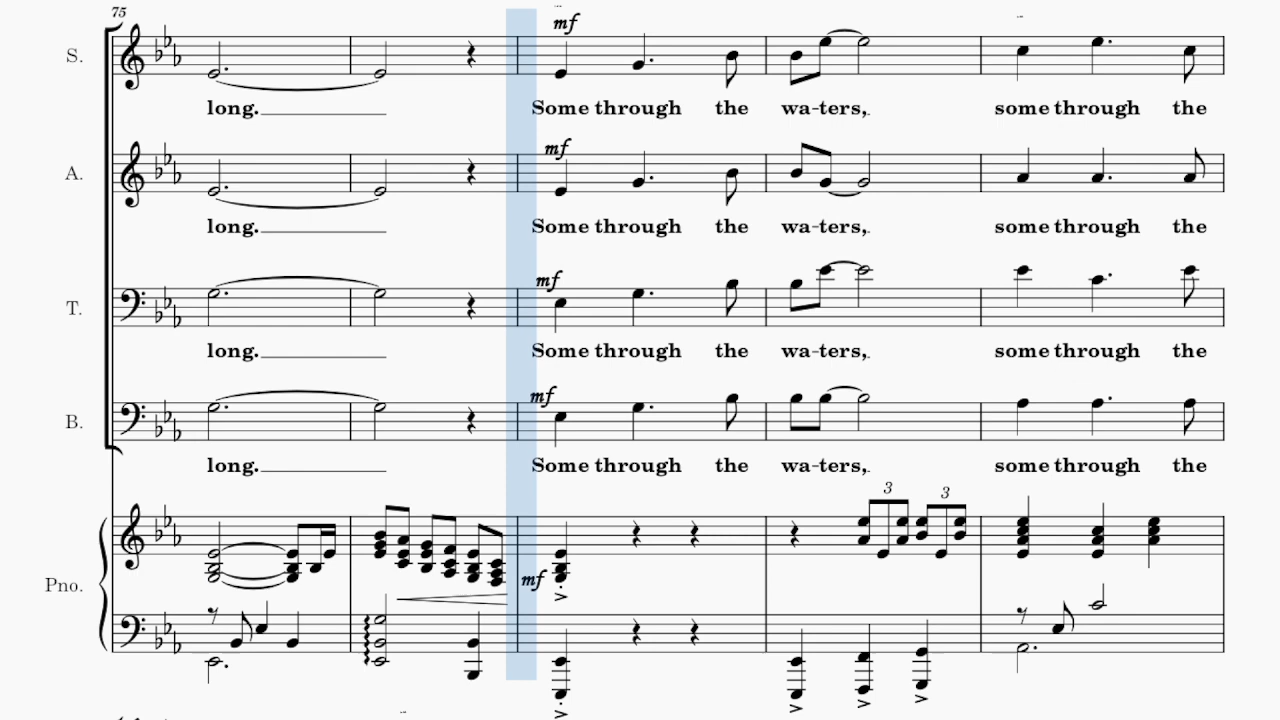 75
mf
S.
long. Some through the wa-ters, some through the
mf
A.
long. Some through the wa-ters, some through the
mf
T.
long. Some through the wa-ters, some through the
mf
B.
long. Some through the wa-ters, some through the
3 3
Pno.
mf